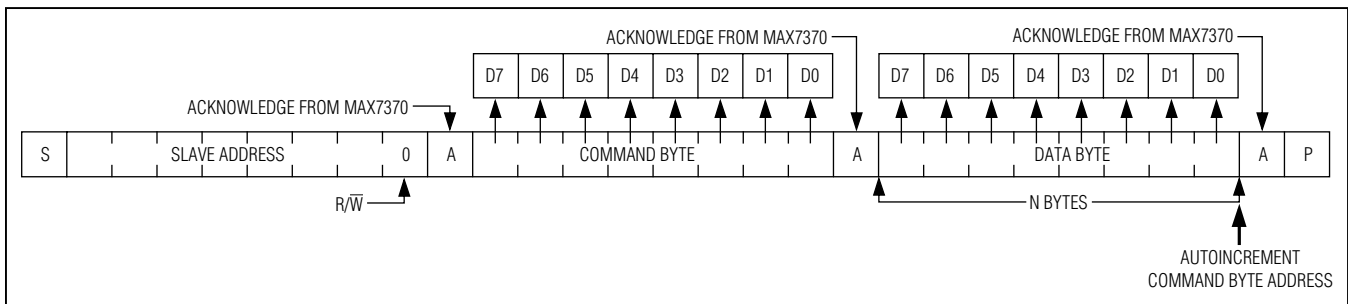 ACKNOWLEDGE FROM MAX7370 ACKNOWLEDGE FROM MAX7370
D7 D6 D5 D4 D3 D2 D1 D0 D7 D6 D5 D4 D3 D2 D1 D0
ACKNOWLEDGE FROM MAX7370
S SLAVE ADDRESS 0 A COMMAND BYTE A DATA BYTE A P
R/W̅
N BYTES
AUTOINCREMENT
COMMAND BYTE ADDRESS